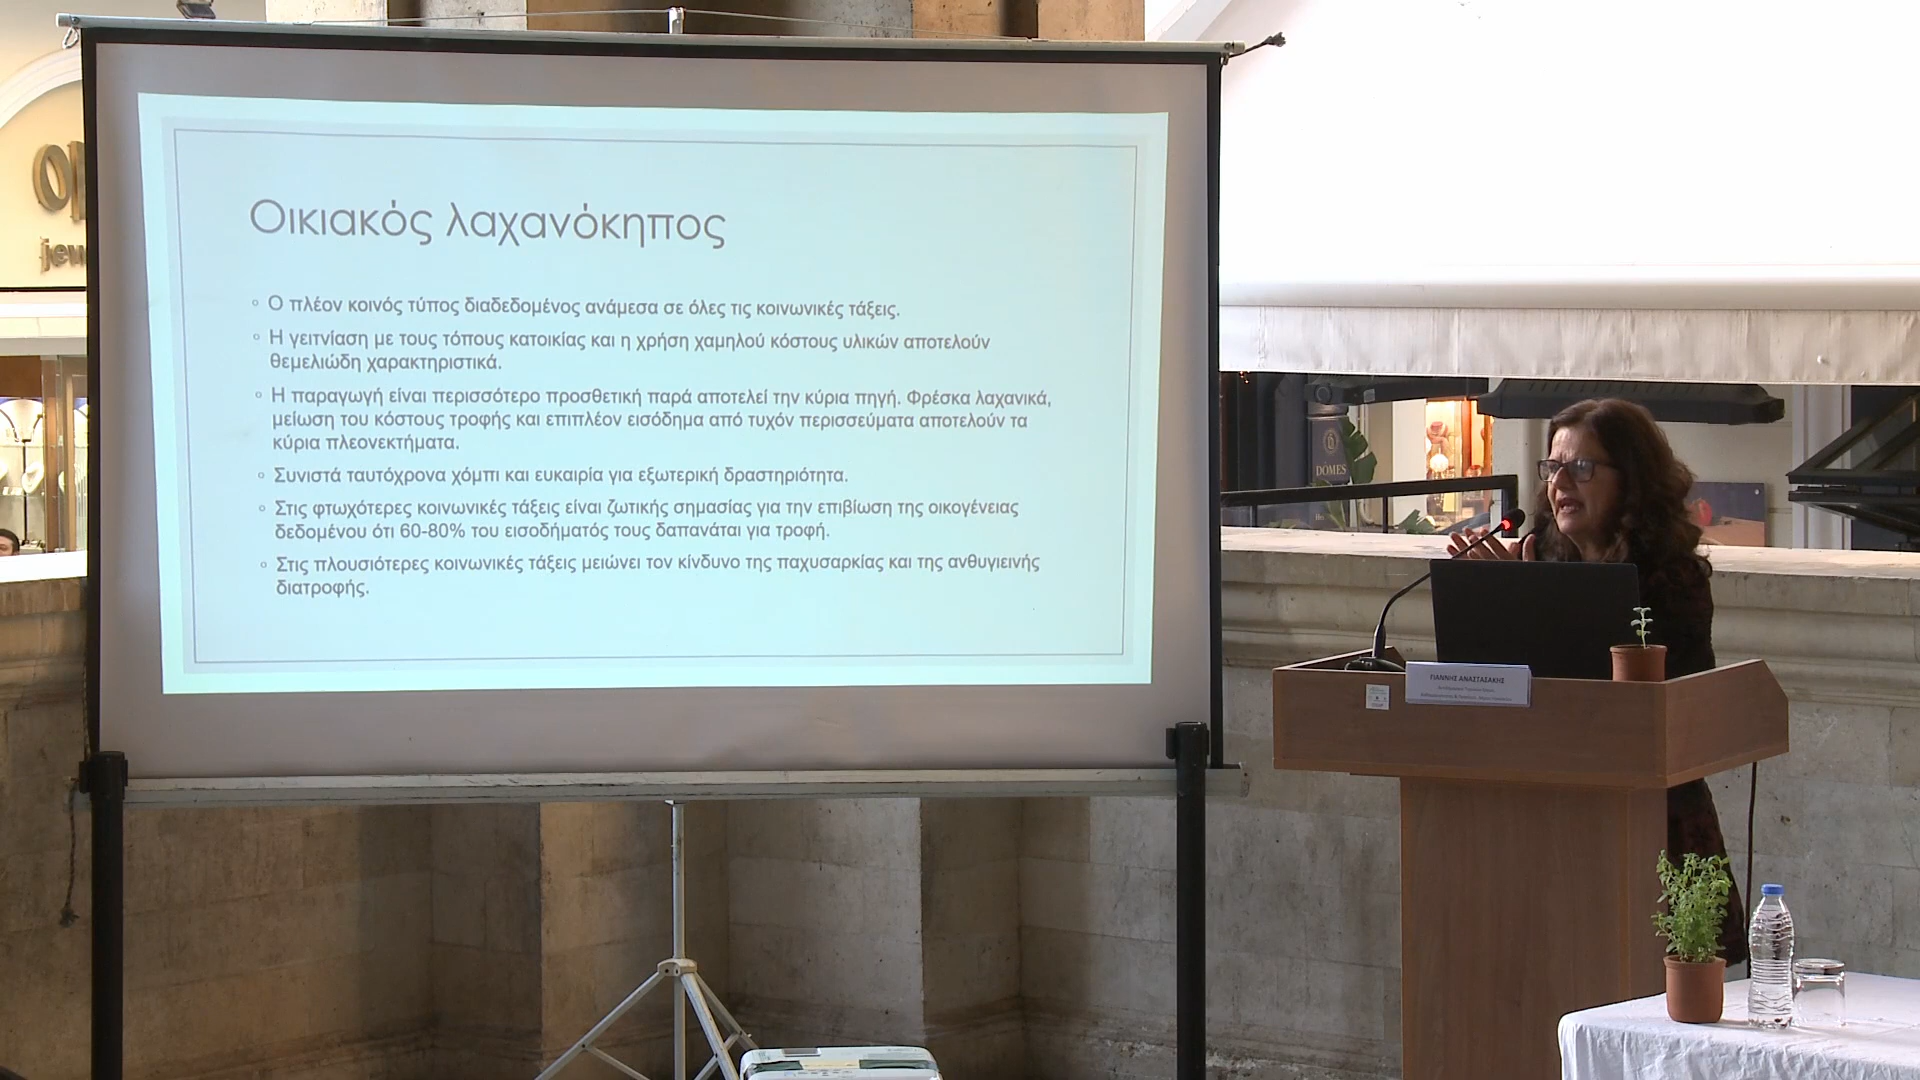 Οικιακός λαχανόκηπος
Ο πλέον κοινός τύπος διαδεδομένος ανάμεσα σε όλες τις κοινωνικές τάξεις.
Η γειτνίαση με τους τόπους κατοικίας και η χρήση χαμηλού κόστους υλικών αποτελούν
θεμελιώδη χαρακτηριστικά.
Η παραγωγή είναι περισσότερο προσθετική παρά αποτελεί την κύρια πηγή. Φρέσκα λαχανικά,
μείωση του κόστους τροφής και επιπλέον εισόδημα από τυχόν περισσεύματα αποτελούν τα
κύρια πλεονεκτήματα.
Συνιστά ταυτόχρονα χόμπι και ευκαιρία για εξωτερική δραστηριότητα.
Στις φτωχότερες κοινωνικές τάξεις είναι ζωτικής σημασίας για την επιβίωση της οικογένειας
δεδομένου ότι 60-80% του εισοδήματός τους δαπανάται για τροφή.
Στις πλουσιότερες κοινωνικές τάξεις μειώνει τον κίνδυνο της παχυσαρκίας και της ανθυγιεινής
διατροφής.
DOMES
ΓΙΑΝΝΗΣ ΑΝΑΣΤΑΣΑΚΗΣ